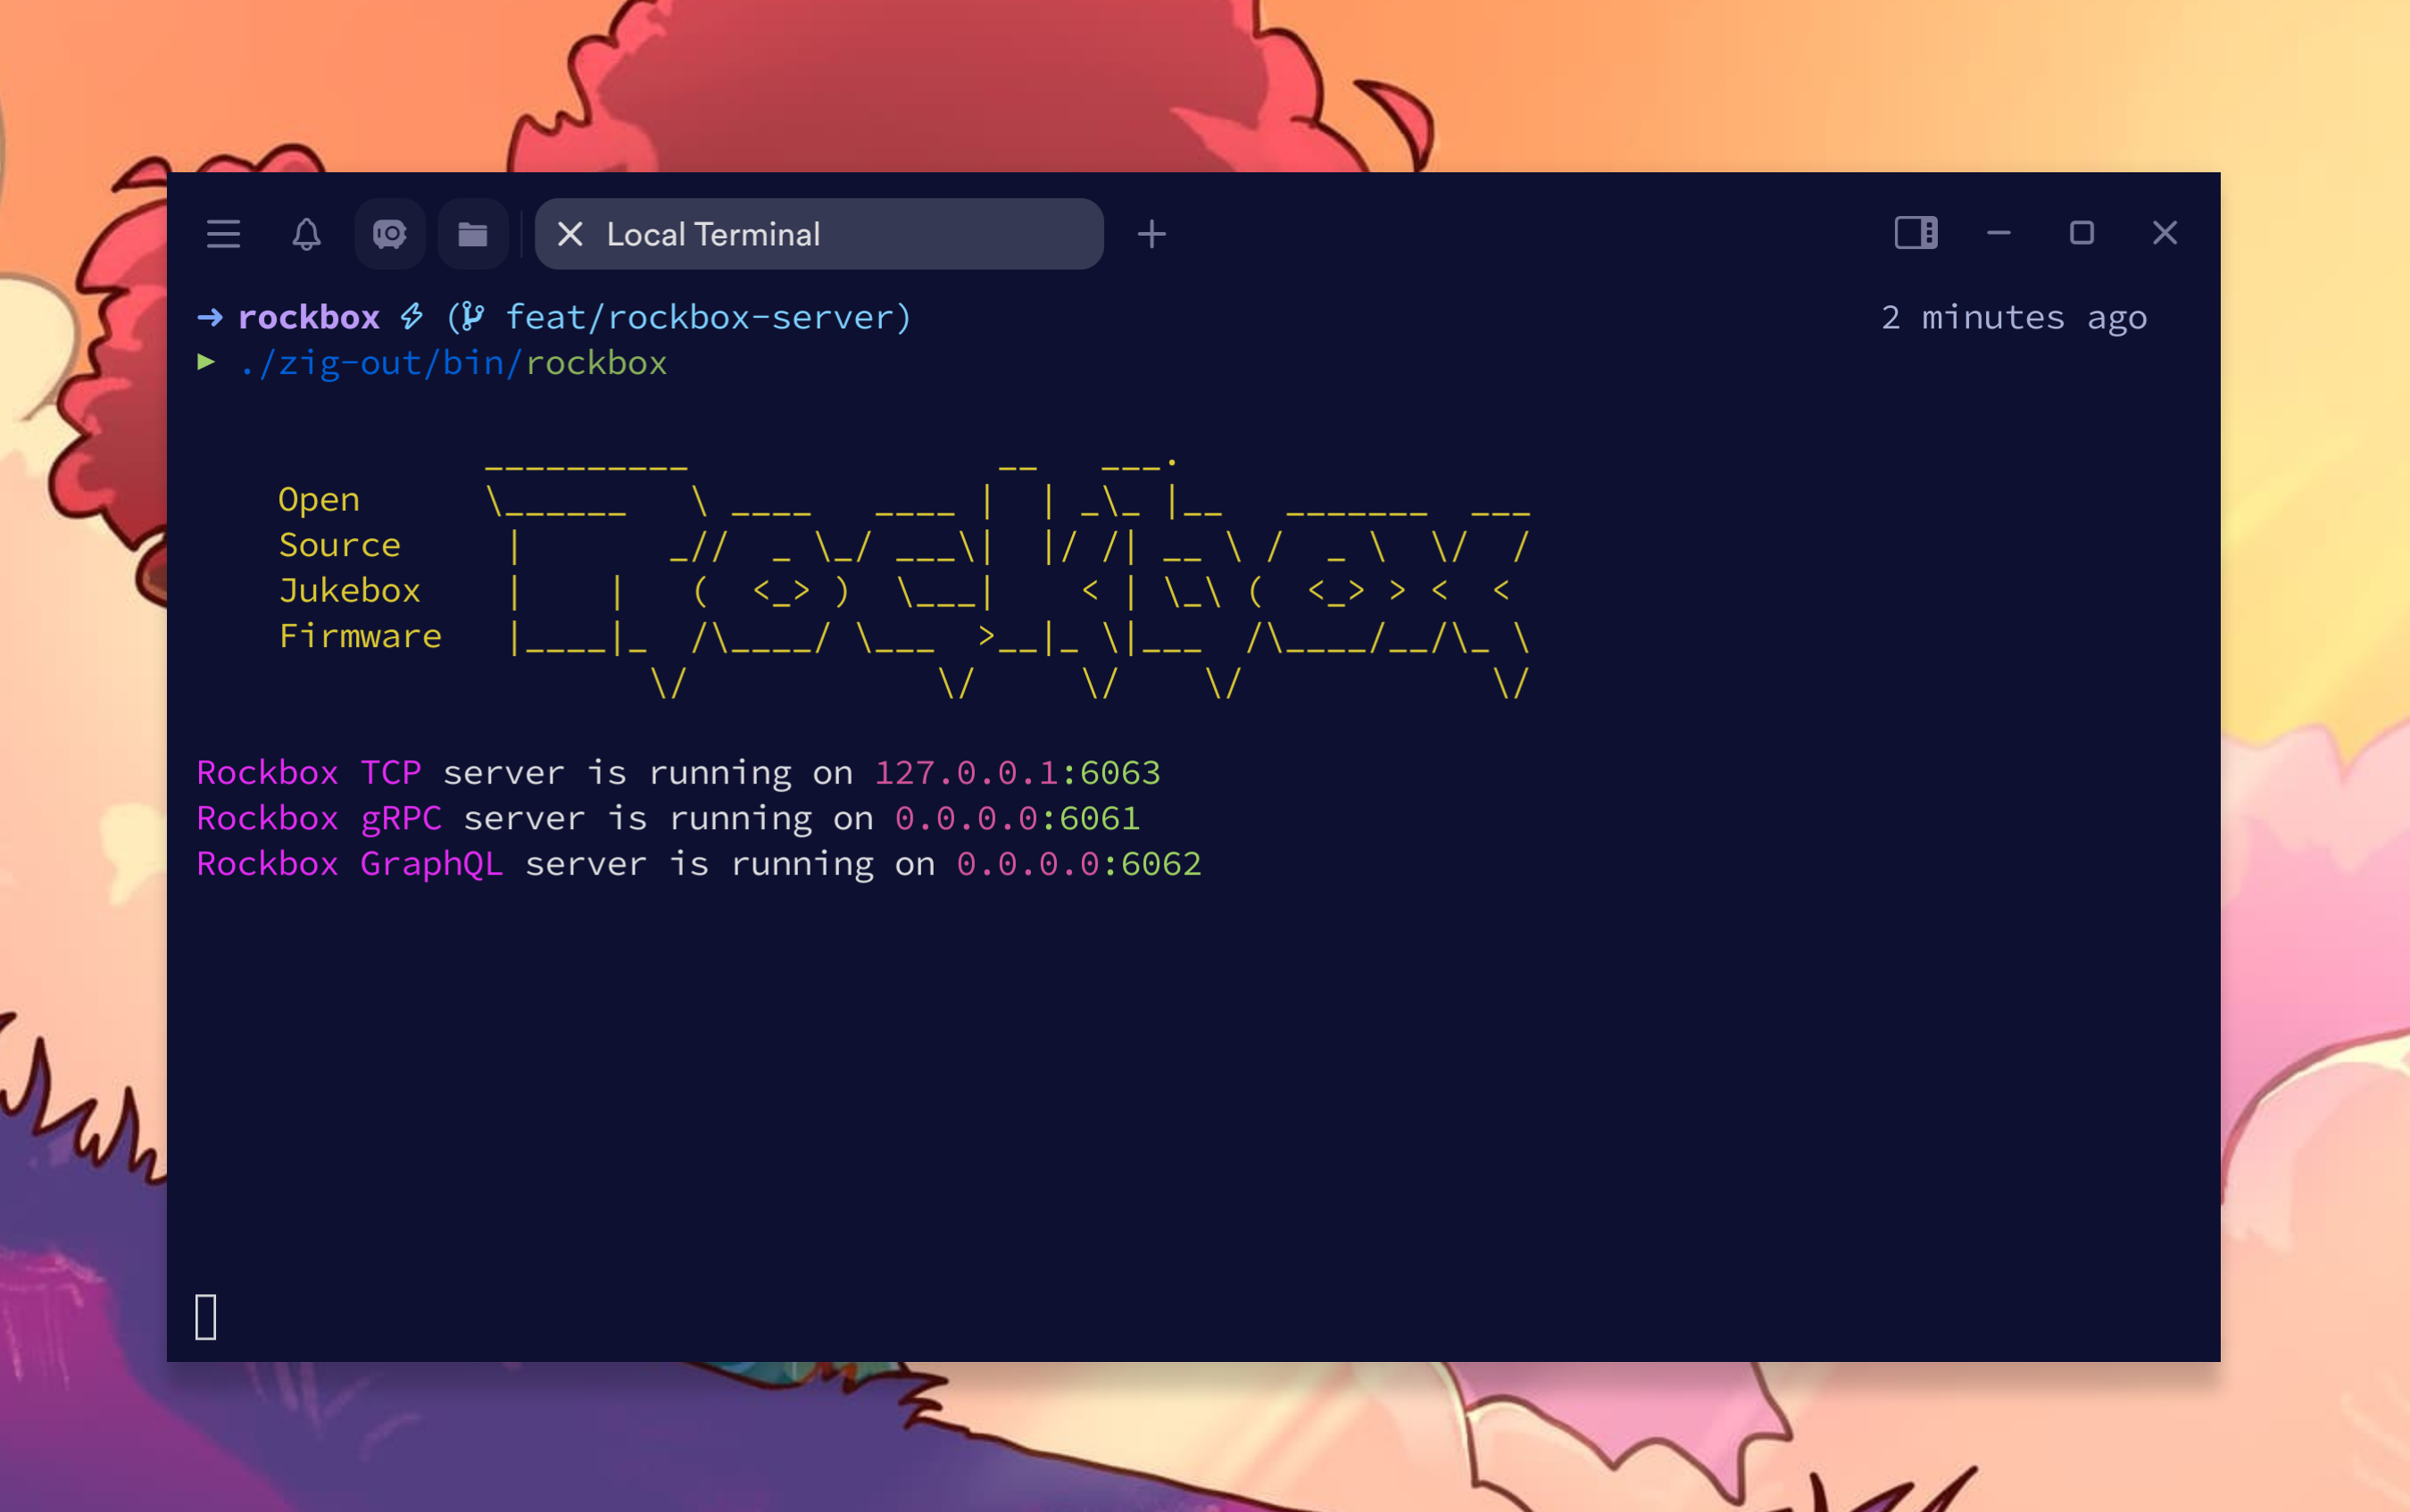 Local Terminal
➜ rockbox ⚡ ( feat/rockbox-server) 2 minutes ago
▶ ./zig-out/bin/rockbox
          __________               __   ___.
Open      \______   \ ____   ____ |  | _\_ |__   _______  ___
Source     |       _//  _ \_/ ___\|  |/ /| __ \ /  _ \  \/  /
Jukebox    |    |   (  <_> )  \___|    < | \_\ (  <_> > <  <
Firmware   |____|_  /\____/ \___  >__|_ \|___  /\____/__/\_ \
                  \/            \/     \/    \/            \/
Rockbox TCP server is running on 127.0.0.1:6063
Rockbox gRPC server is running on 0.0.0.0:6061
Rockbox GraphQL server is running on 0.0.0.0:6062